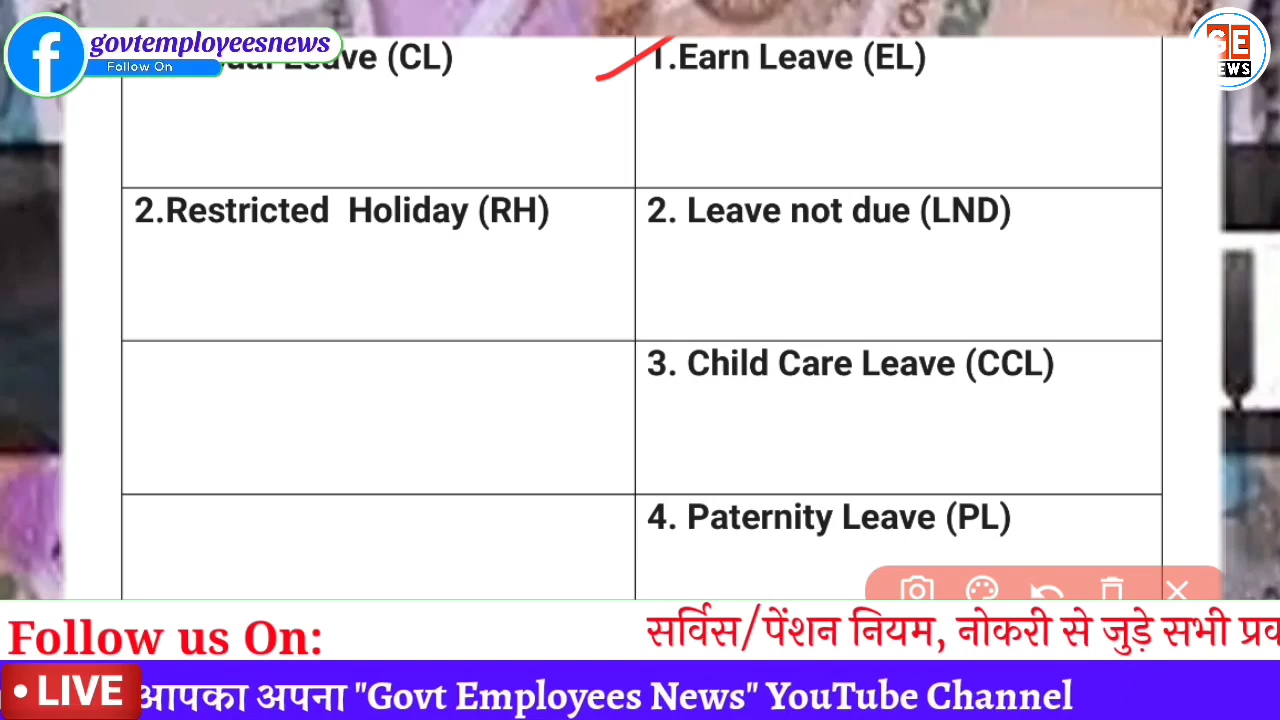 govtemployeesnews
Follow On
GE
Leave (CL)
1.Earn Leave (EL)
2.Restricted Holiday (RH)
2. Leave not due (LND)
3. Child Care Leave (CCL)
4. Paternity Leave (PL)
Follow us On:
सर्विस/पेंशन नियम, नोकरी से जुड़े सभी
• LIVE
आपका अपना "Govt Employees News" YouTube Channel